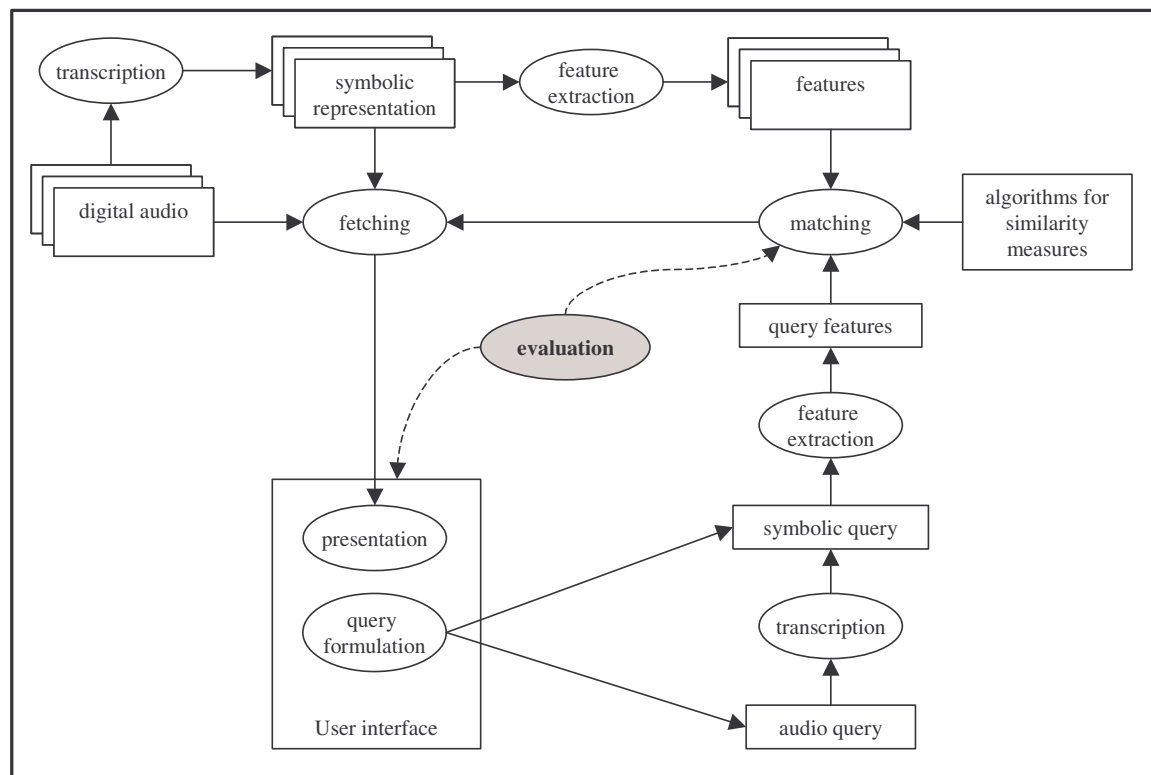 transcription
symbolic
representation
feature
extraction
features
digital audio
fetching
matching
algorithms for
similarity
measures
query features
evaluation
feature
extraction
presentation
symbolic query
query
formulation
transcription
User interface
audio query